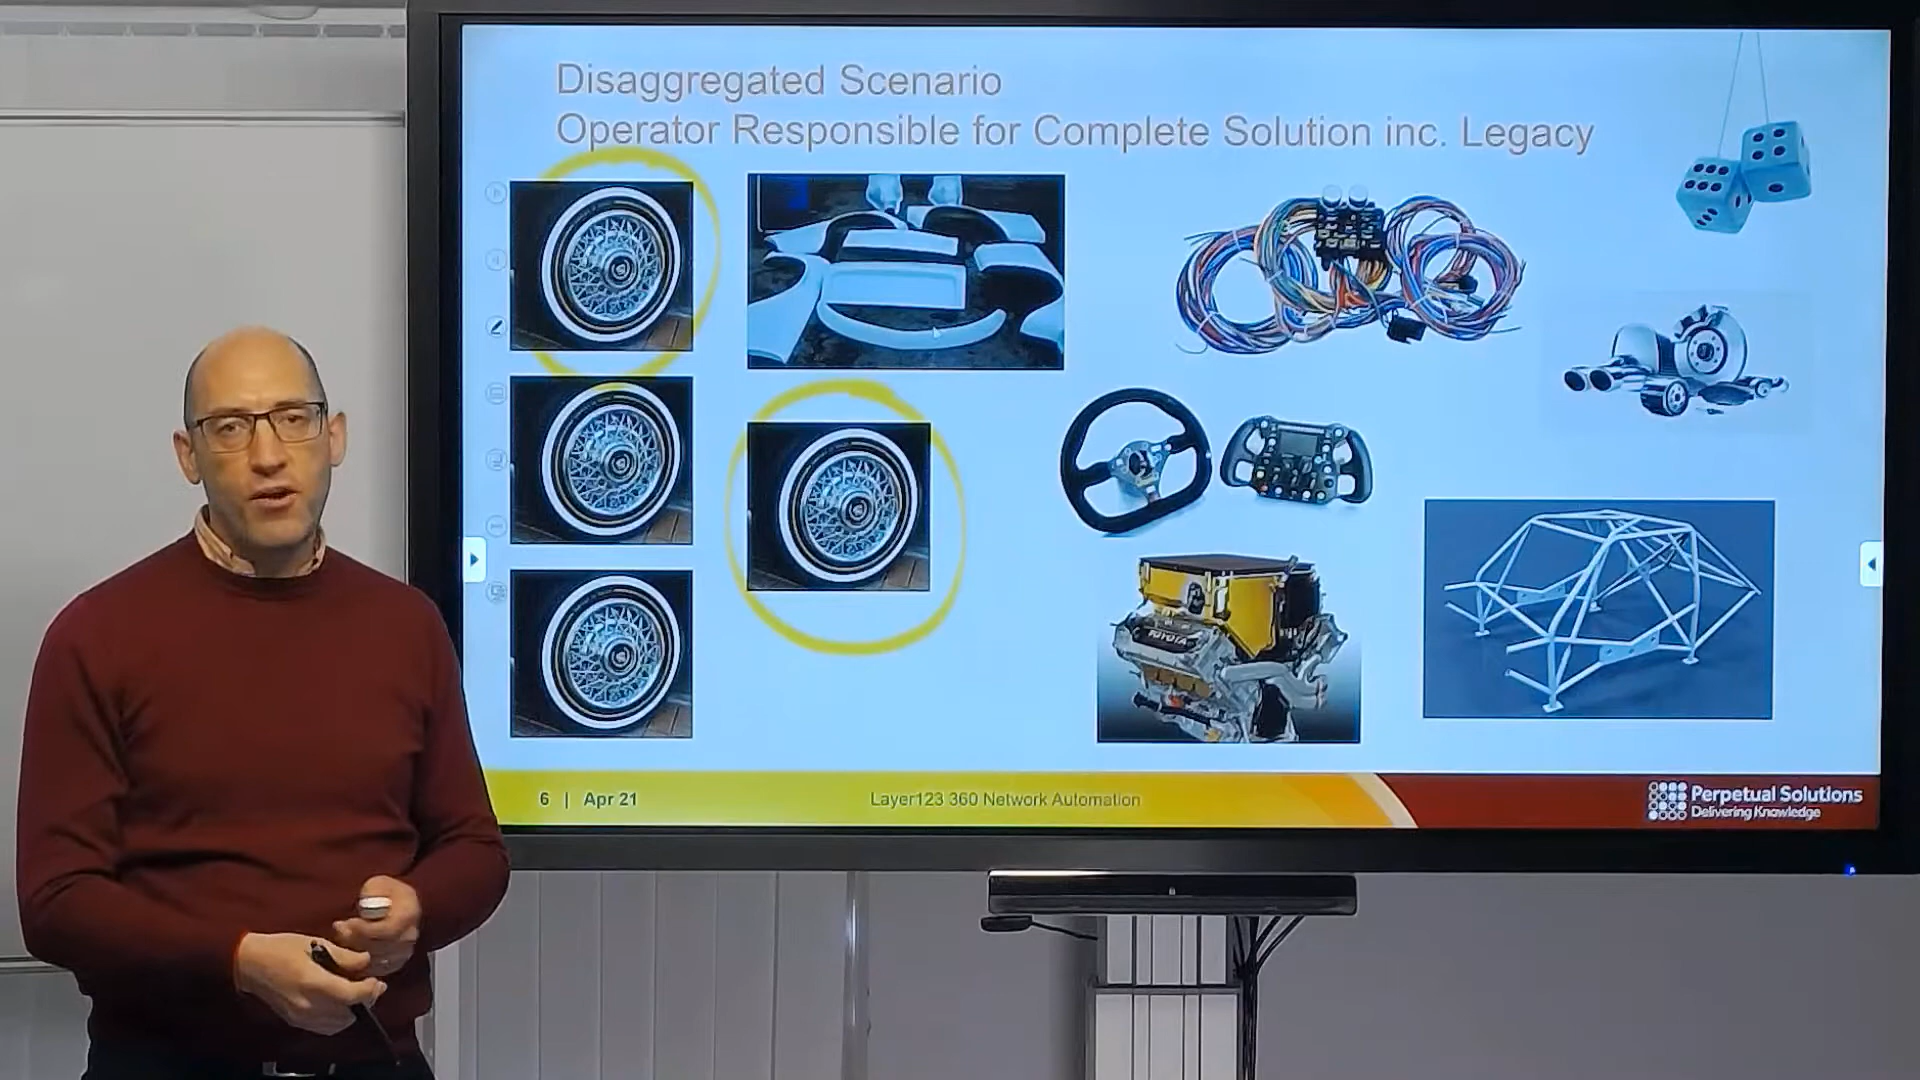 Disaggregated Scenario
Operator Responsible for Complete Solution inc. Legacy
TOYOTA
6 | Apr 21
Layer123 360 Network Automation
Perpetual Solutions
Delivering Knowledge